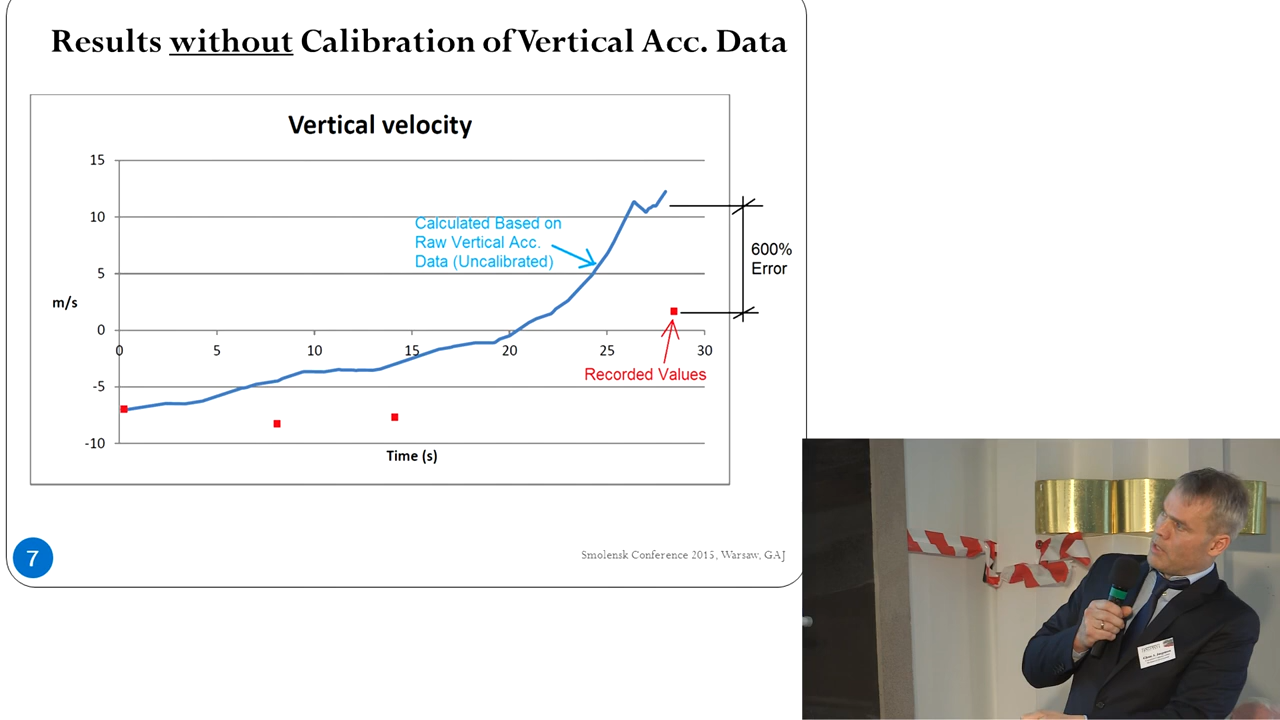 Results without Calibration of Vertical Acc. Data
Vertical velocity
15
10
5
0
-5
-10
m/s
0 5 10 15 20 25 30
Time (s)
Calculated Based on
Raw Vertical Acc.
Data (Uncalibrated)
600%
Error
Recorded Values
7
Smolensk Conference 2015, Warsaw, GAJ